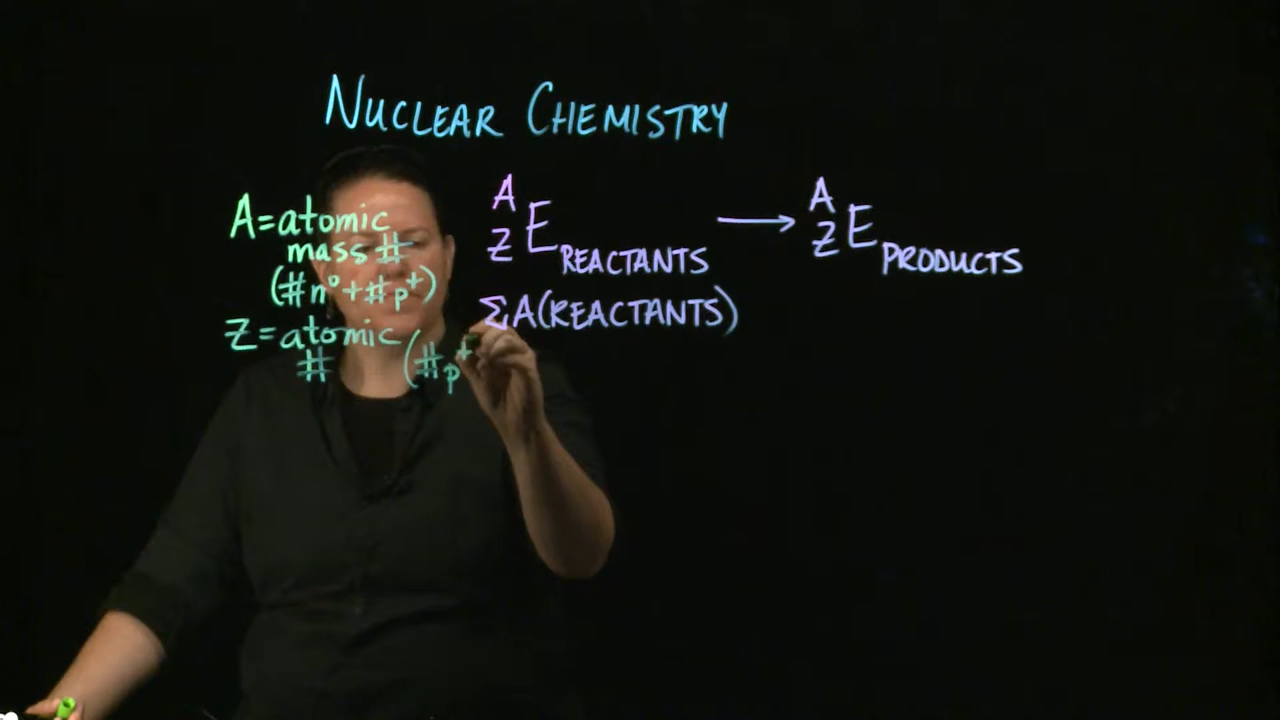 NUCLEAR CHEMISTRY
A=atomic
mass #
(#n°+#p⁺)
Z=atomic
# (#p⁺
A
Z E REACTANTS → A
Z E PRODUCTS
ΣA(REACTANTS)